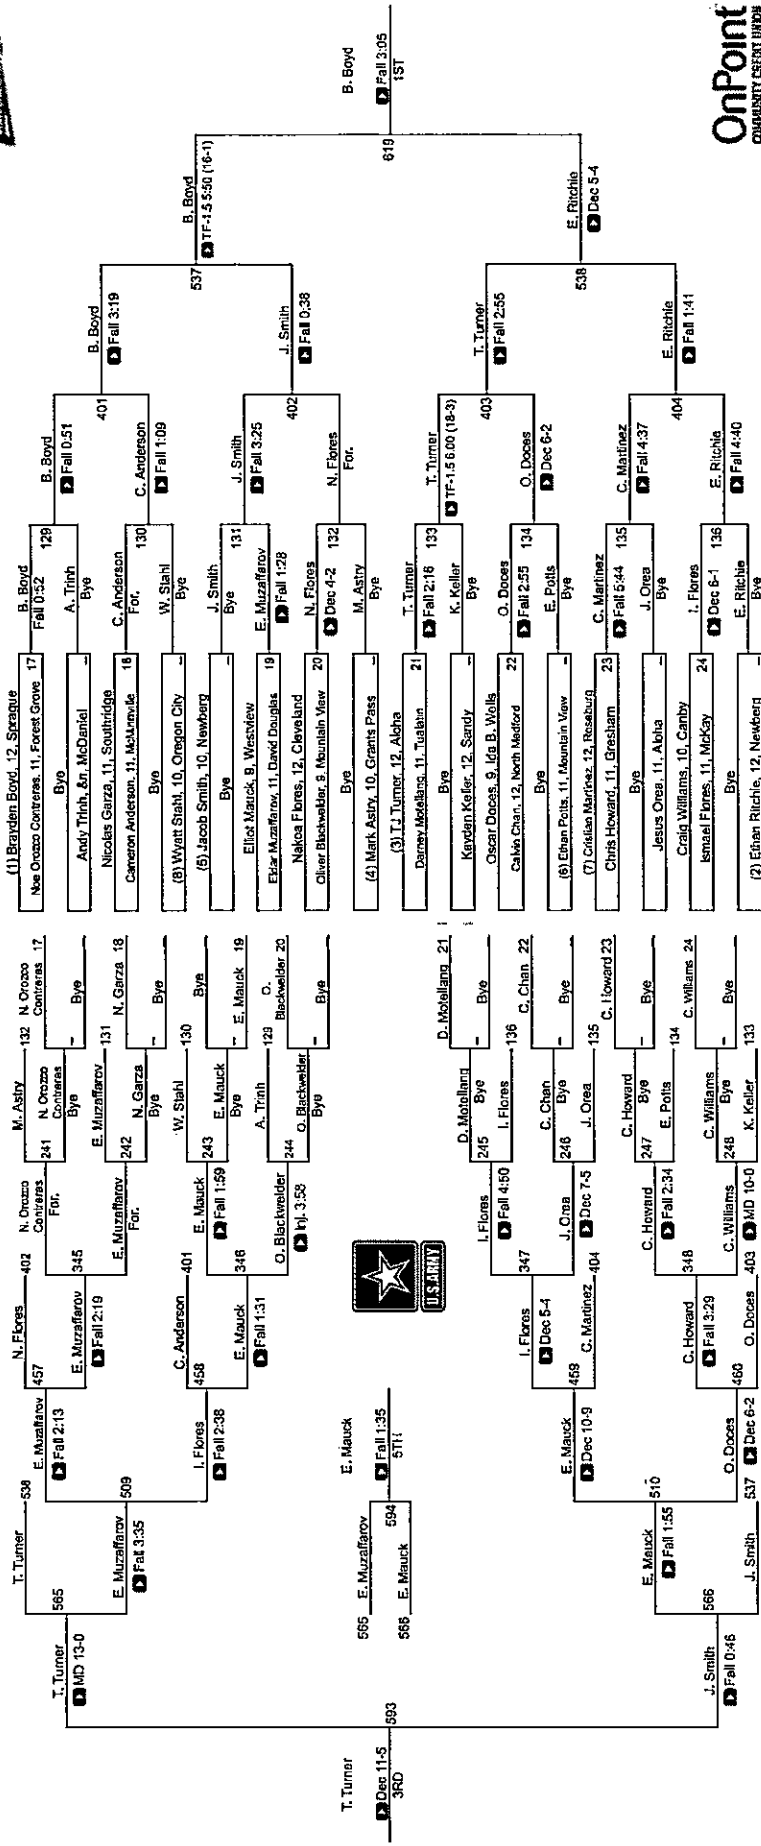 (1) Brayden Boyd, 12, Sprague
Noe Orozco Contreras, 11, Forest Grove 17
Bye
Andy Trinh, Jr., McDaniel
Nicolas Garza, 11, Southridge
Cameron Anderson, 11, McMinnville 18
(8) Wyatt Stahl, 10, Oregon City
(5) Jacob Smith, 10, Newberg
Elliot Mauck, 9, Westview
Eldar Muzaffarov, 11, David Douglas 19
Nakoa Flores, 12, Cleveland
Oliver Blackwelder, 9, Mountain View 20
(4) Mark Astry, 10, Grants Pass
(3) TJ Turner, 12, Aloha
Darney Motellang, 11, Tualatin 21
Bye
Kayden Keller, 12, Sandy
Oscar Doces, 9, Ida B. Wells
Calvin Chan, 12, North Medford 22
Bye
(6) Ethan Potts, 11, Mountain View
(7) Cristian Martinez, 12, Roseburg
Chris Howard, 11, Gresham 23
Bye
Jesus Orea, 11, Aloha
Craig Williams, 10, Canby
Ismael Flores, 11, McKay 24
Bye
(2) Ethan Ritchie, 12, Newberg
B. Boyd
Fall 0:52
129
A. Trinh
Bye
C. Anderson
For.
130
W. Stahl
Bye
J. Smith
Bye
131
E. Muzaffarov
Fall 1:28
N. Flores
Dec 4-2
132
M. Astry
Bye
T. Turner
Fall 2:16
133
K. Keller
Bye
O. Doces
Fall 2:55
134
E. Potts
Bye
C. Martinez
Fall 5:44
135
J. Orea
Bye
I. Flores
Dec 6-1
136
E. Ritchie
Bye
B. Boyd
Fall 0:51
401
C. Anderson
Fall 1:09
J. Smith
Fall 3:25
402
N. Flores
For.
T. Turner
TF-1.5 6:00 (18-3)
403
O. Doces
Dec 6-2
C. Martinez
Fall 4:37
404
E. Ritchie
Fall 4:40
B. Boyd
Fall 3:19
537
J. Smith
Fall 0:38
T. Turner
Fall 2:55
538
E. Ritchie
Fall 1:41
B. Boyd
TF-1.5 5:50 (16-1)
619
E. Ritchie
Dec 5-4
B. Boyd
Fall 3:05
1ST
OnPoint
COMMUNITY CREDIT UNION
N. Orozco
Contreras 17
Bye
N. Garza 18
Bye
Bye
E. Mauck 19
O.
Blackwelder 20
Bye
D. Motellang 21
Bye
C. Chan 22
Bye
C. Howard 23
Bye
C. Williams 24
Bye
M. Astry 132
241
N. Orozco
Contreras
Bye
E. Muzaffarov 131
242
N. Garza
Bye
W. Stahl 130
243
E. Mauck
Bye
A. Trinh 129
244
O. Blackwelder
Bye
D. Motellang
Bye
245
I. Flores 136
C. Chan
Bye
246
J. Orea 135
C. Howard
Bye
247
E. Potts 134
C. Williams
Bye
248
K. Keller 133
N. Orozco
Contreras
For.
345
E. Muzaffarov
For.
E. Mauck
Fall 1:59
346
O. Blackwelder
Inj. 3:58
I. Flores
Fall 4:50
347
J. Orea
Dec 7-5
C. Howard
Fall 2:34
348
C. Williams
MD 10-0
N. Flores 402
457
E. Muzaffarov
Fall 2:19
C. Anderson 401
458
E. Mauck
Fall 1:31
I. Flores
Dec 5-4
459
C. Martinez 404
C. Howard
Fall 3:29
460
O. Doces 403
E. Muzaffarov
Fall 2:13
509
I. Flores
Fall 2:38
E. Mauck
Dec 10-9
510
O. Doces
Dec 6-2
T. Turner 538
565
E. Muzaffarov
Fall 3:35
E. Mauck
Fall 1:55
566
J. Smith 537
T. Turner
MD 13-0
593
J. Smith
Fall 0:46
T. Turner
Dec 11-5
3RD
565 E. Muzaffarov
594
566 E. Mauck
E. Mauck
Fall 1:35
5TH
U.S.ARMY